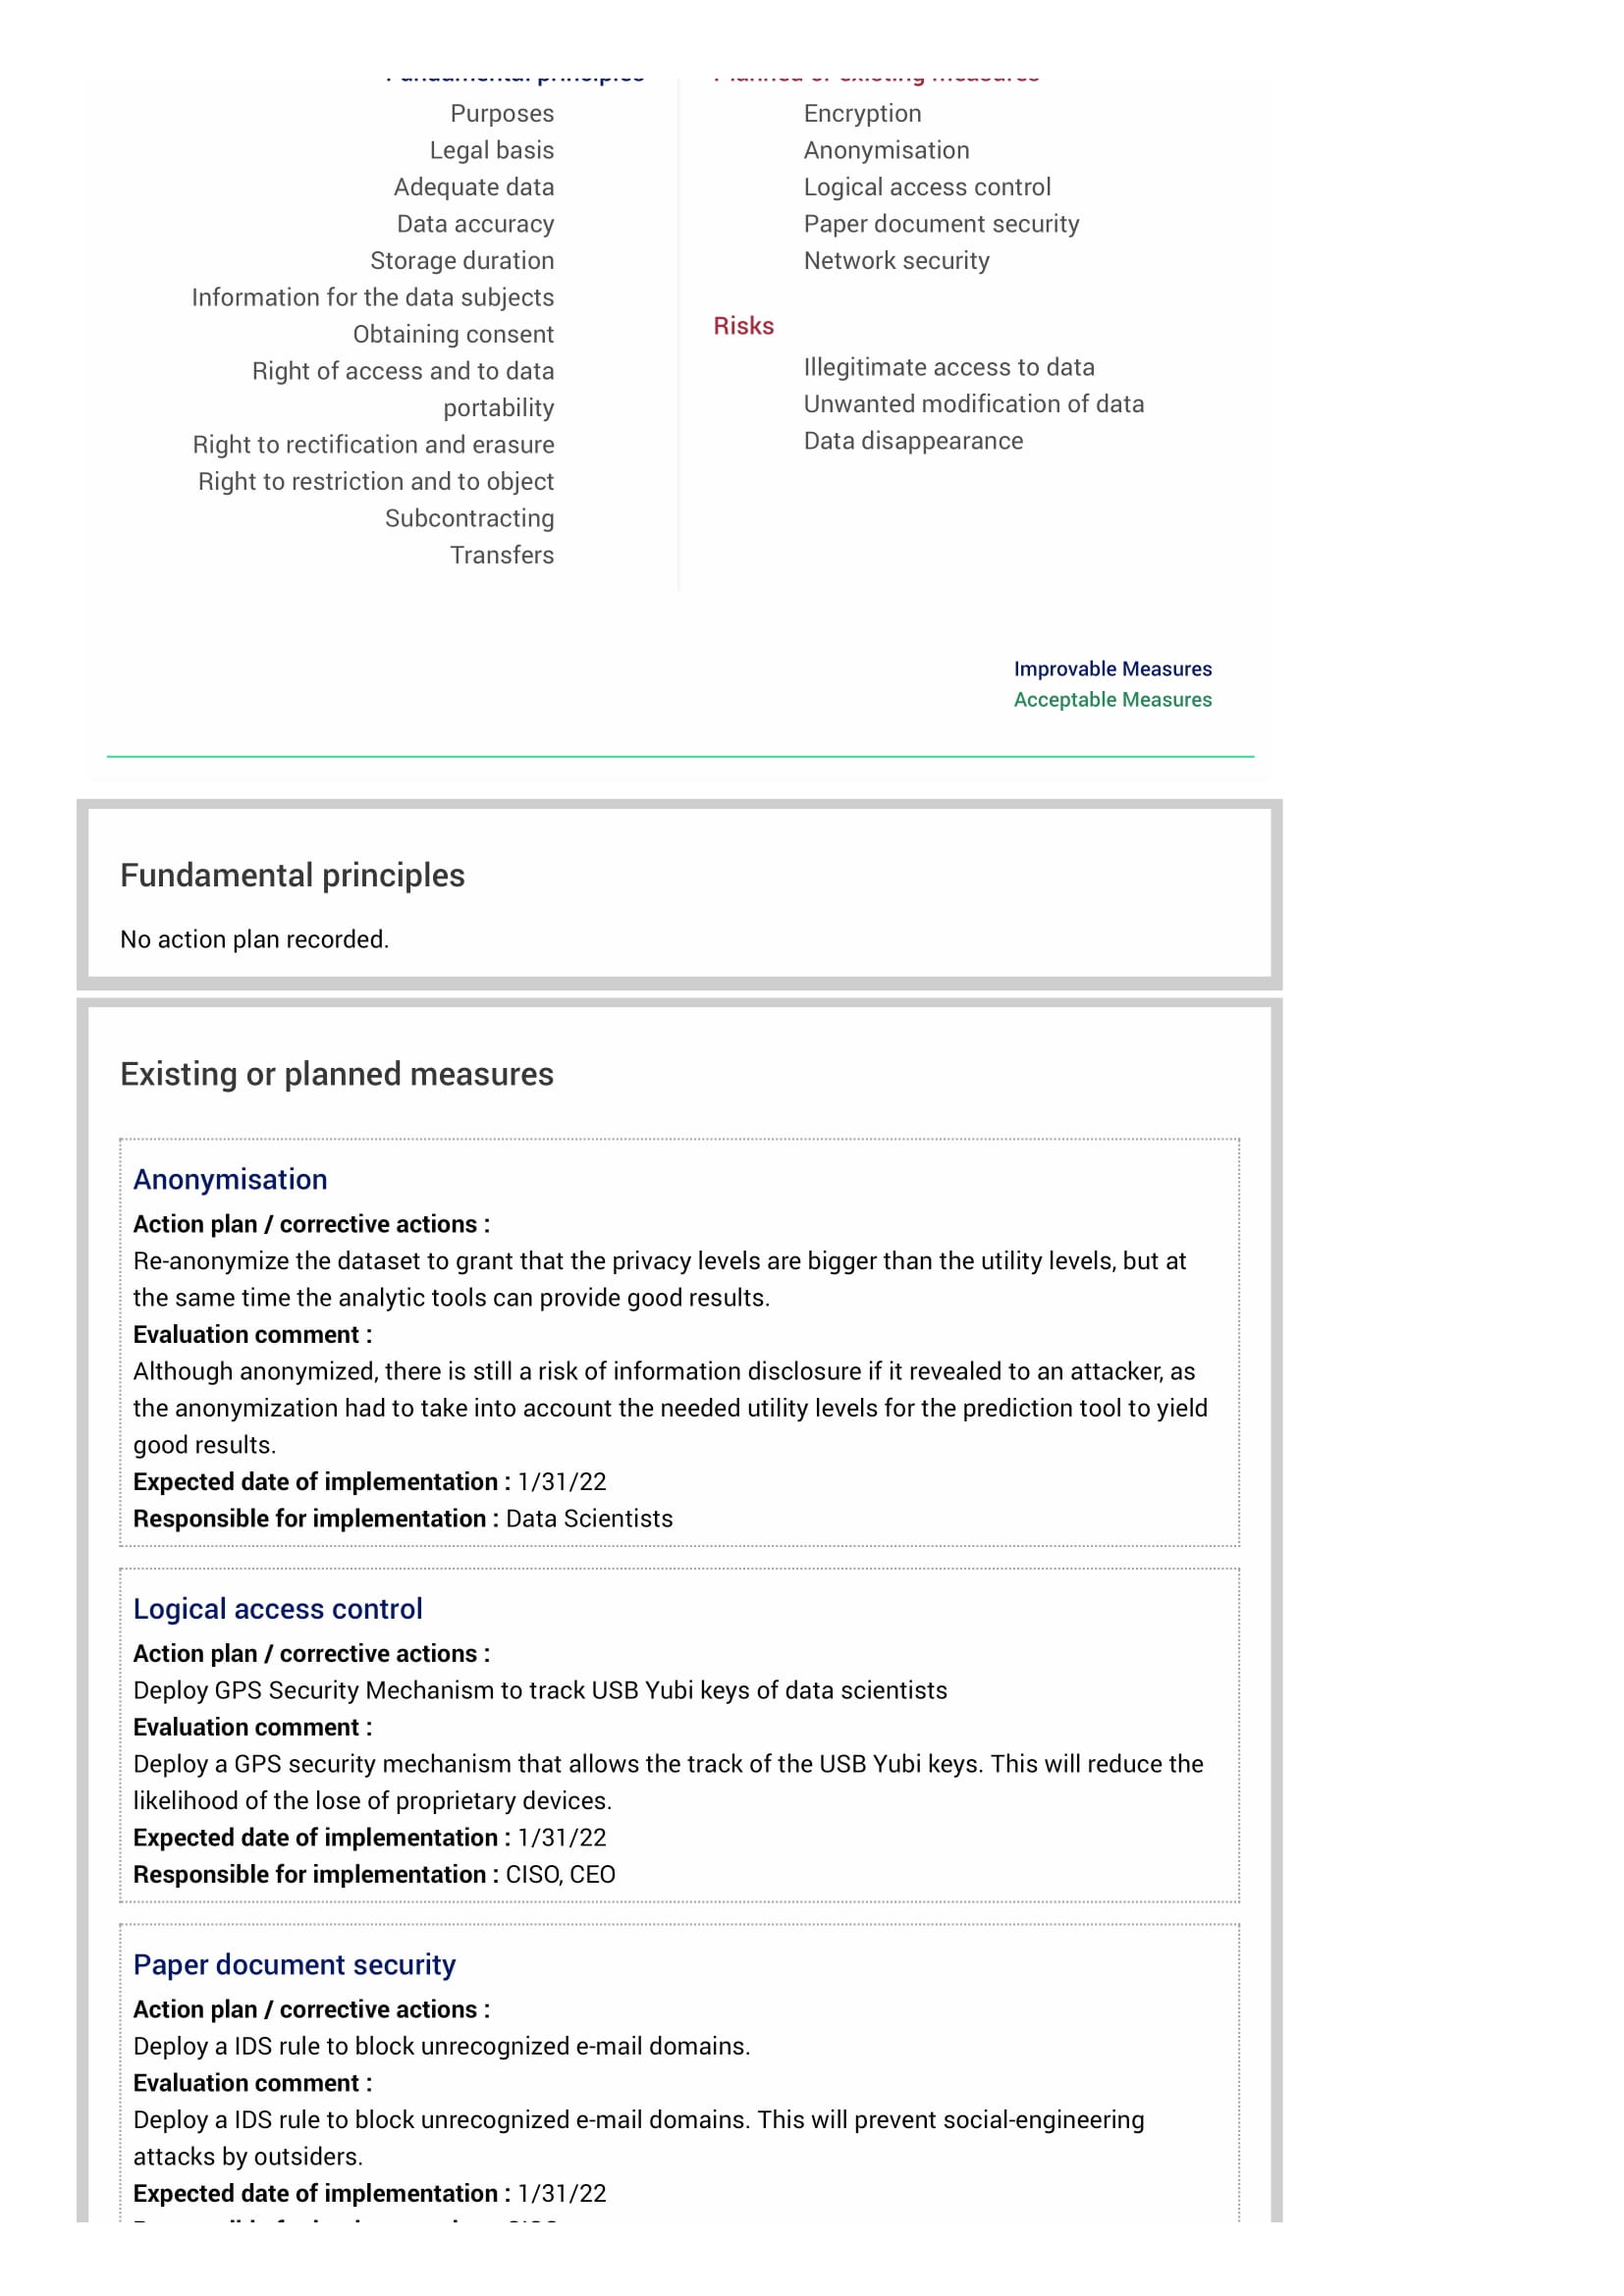 Fundamental principles
Purposes
Legal basis
Adequate data
Data accuracy
Storage duration
Information for the data subjects
Obtaining consent
Right of access and to data
portability
Right to rectification and erasure
Right to restriction and to object
Subcontracting
Transfers
Planned or existing measures
Encryption
Anonymisation
Logical access control
Paper document security
Network security
Risks
Illegitimate access to data
Unwanted modification of data
Data disappearance
Improvable Measures
Acceptable Measures
Fundamental principles
No action plan recorded.
Existing or planned measures
Anonymisation
Action plan / corrective actions :
Re-anonymize the dataset to grant that the privacy levels are bigger than the utility levels, but at
the same time the analytic tools can provide good results.
Evaluation comment :
Although anonymized, there is still a risk of information disclosure if it revealed to an attacker, as
the anonymization had to take into account the needed utility levels for the prediction tool to yield
good results.
Expected date of implementation : 1/31/22
Responsible for implementation : Data Scientists
Logical access control
Action plan / corrective actions :
Deploy GPS Security Mechanism to track USB Yubi keys of data scientists
Evaluation comment :
Deploy a GPS security mechanism that allows the track of the USB Yubi keys. This will reduce the
likelihood of the lose of proprietary devices.
Expected date of implementation : 1/31/22
Responsible for implementation : CISO, CEO
Paper document security
Action plan / corrective actions :
Deploy a IDS rule to block unrecognized e-mail domains.
Evaluation comment :
Deploy a IDS rule to block unrecognized e-mail domains. This will prevent social-engineering
attacks by outsiders.
Expected date of implementation : 1/31/22